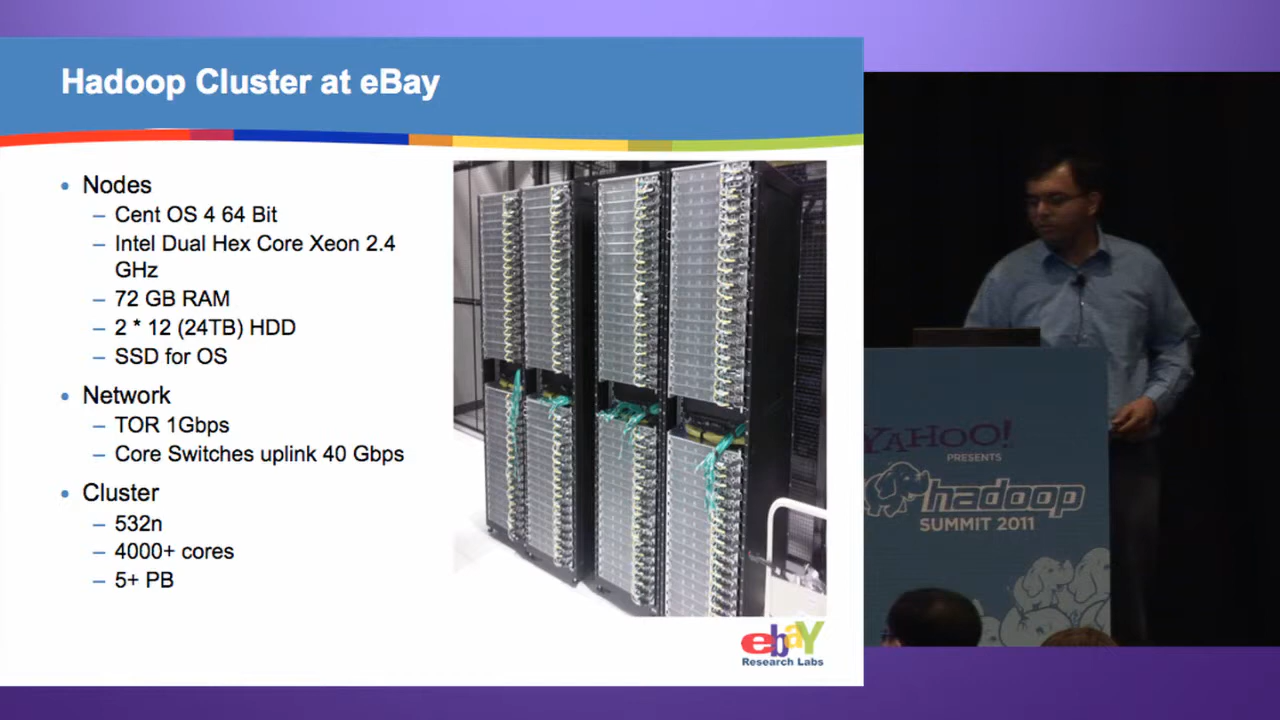 Hadoop Cluster at eBay
• Nodes
– Cent OS 4 64 Bit
– Intel Dual Hex Core Xeon 2.4
GHz
– 72 GB RAM
– 2 * 12 (24TB) HDD
– SSD for OS
• Network
– TOR 1Gbps
– Core Switches uplink 40 Gbps
• Cluster
– 532n
– 4000+ cores
– 5+ PB
ebaY
Research Labs
YAHOO!
PRESENTS
hadoop
SUMMIT 2011